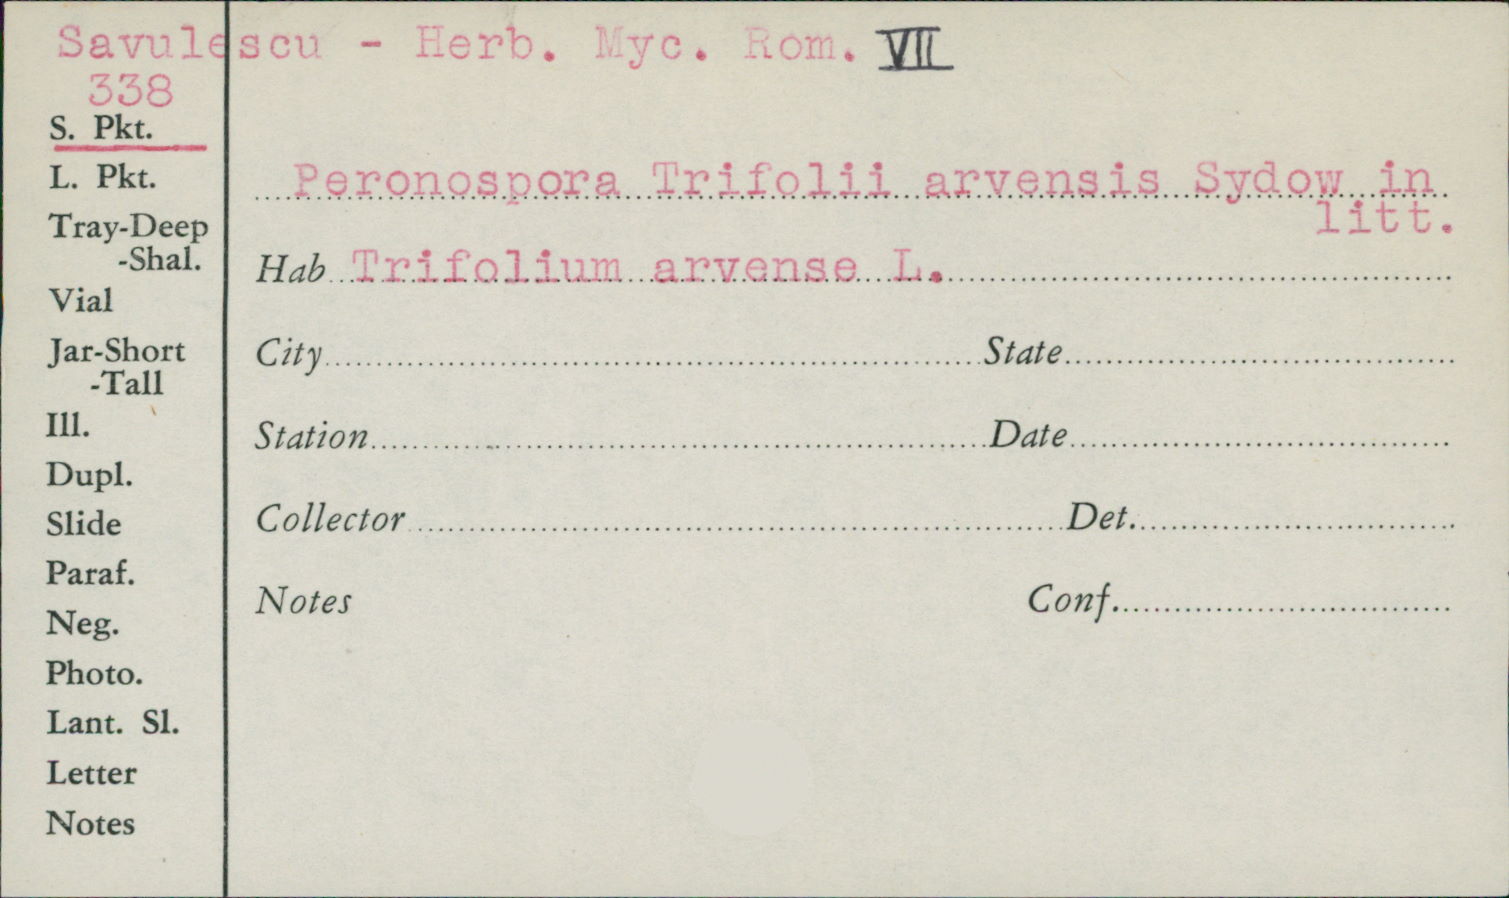 Savulescu - Herb. Myc. Rom. VII
338
S. Pkt.
L. Pkt.
Tray-Deep
-Shal.
Vial
Jar-Short
-Tall
Ill.
Dupl.
Slide
Paraf.
Neg.
Photo.
Lant. Sl.
Letter
Notes
Peronospora Trifolii arvensis Sydow in
litt.
Hab Trifolium arvense L.
City State
Station Date
Collector Det.
Notes Conf.